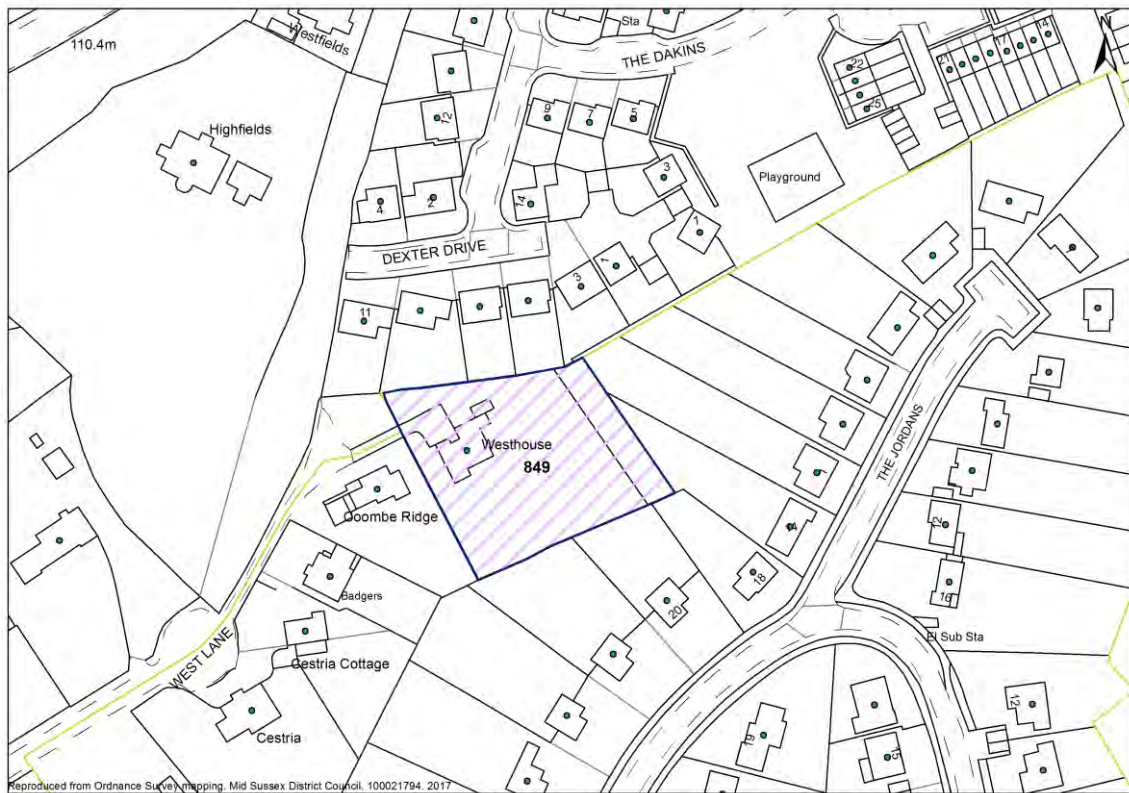 110.4m
Westfields
Sta
THE DAKINS
22
25
21
17
14
N
Highfields
12
9
7
5
3
Playground
4
2
14
1
DEXTER DRIVE
3
1
11
Westhouse
849
Coombe Ridge
THE JORDANS
7
14
12
18
16
Badgers
20
El Sub Sta
WEST LANE
Cestria Cottage
Cestria
19
15
12
Reproduced from Ordnance Survey mapping. Mid Sussex District Council. 100021794. 2017